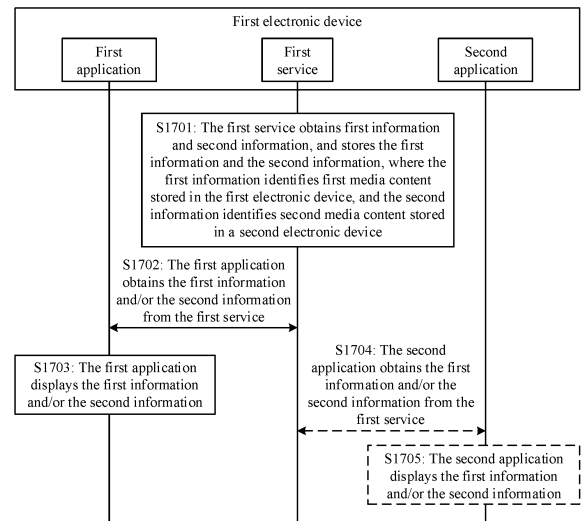 First electronic device
First
application
First
service
Second
application
S1701: The first service obtains first information
and second information, and stores the first
information and the second information, where the
first information identifies first media content
stored in the first electronic device, and the second
information identifies second media content stored
in a second electronic device
S1702: The first application
obtains the first information
and/or the second information
from the first service
S1703: The first application
displays the first information
and/or the second information
S1704: The second
application obtains the first
information and/or the
second information from the
first service
S1705: The second application
displays the first information
and/or the second information